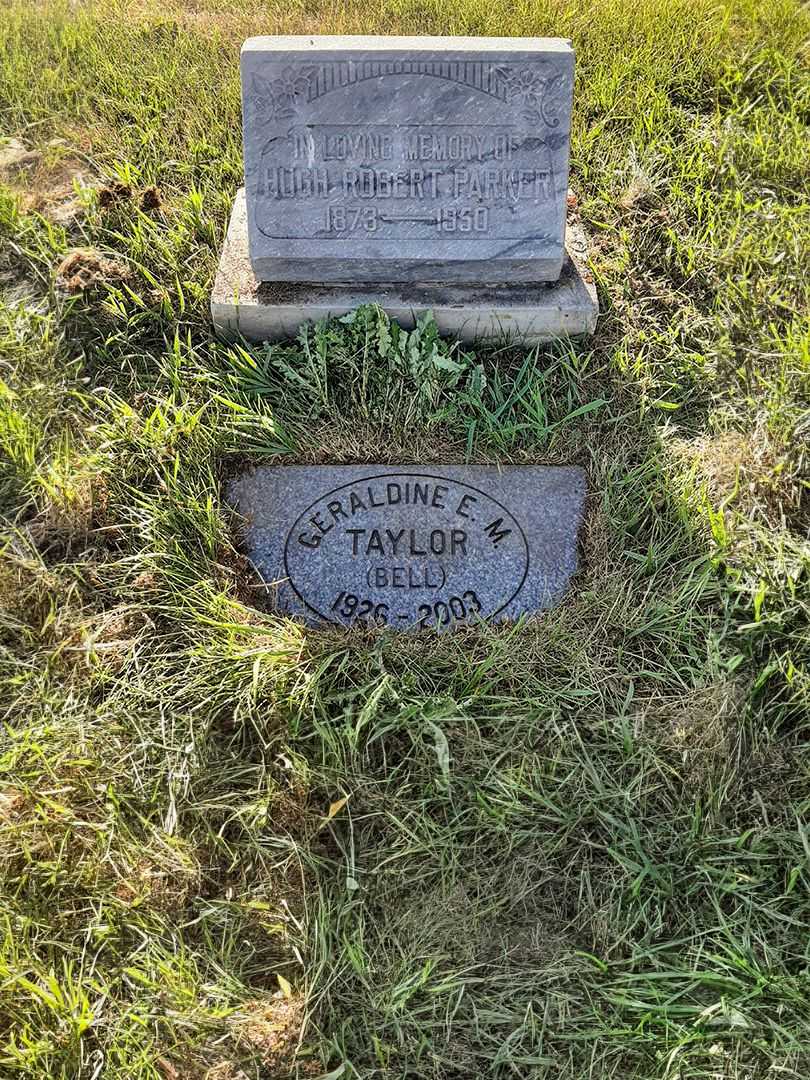 IN LOVING MEMORY OF
HUGH ROBERT PARKER
1873 — 1950
GERALDINE E. M.
TAYLOR
(BELL)
1926 - 2003